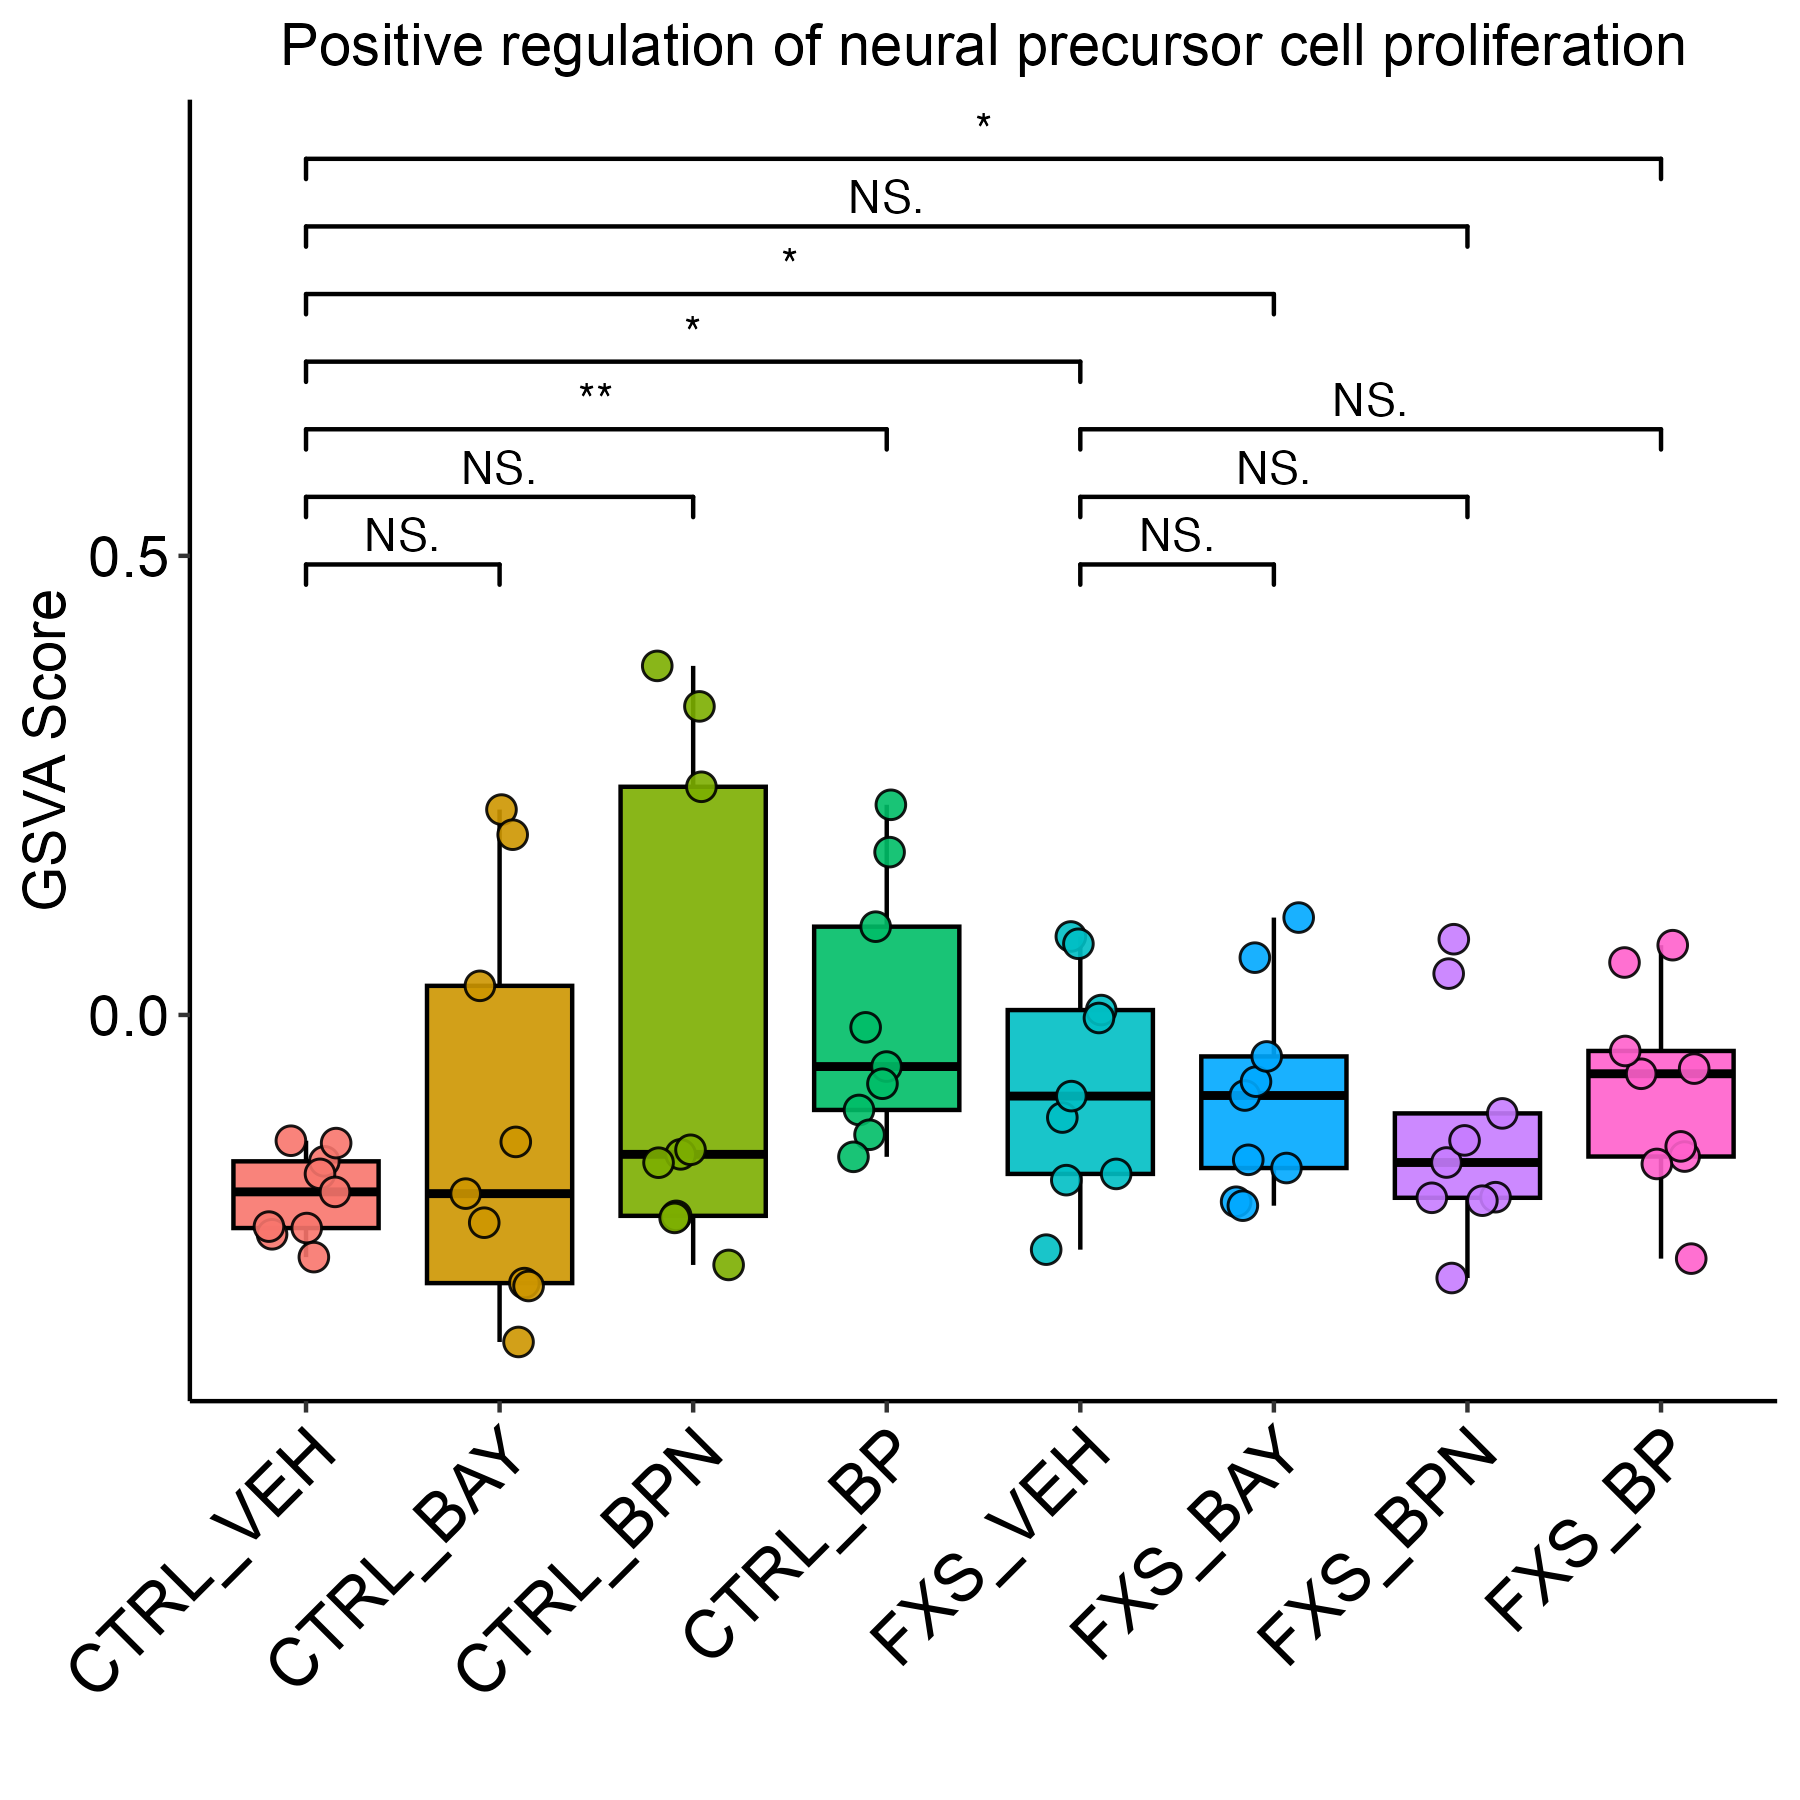 Positive regulation of neural precursor cell proliferation
*
NS.
*
*
**
NS.
NS.
NS.
NS.
NS.
GSVA Score
0.5
0.0
CTRL_VEH
CTRL_BAY
CTRL_BPN
CTRL_BP
FXS_VEH
FXS_BAY
FXS_BPN
FXS_BP